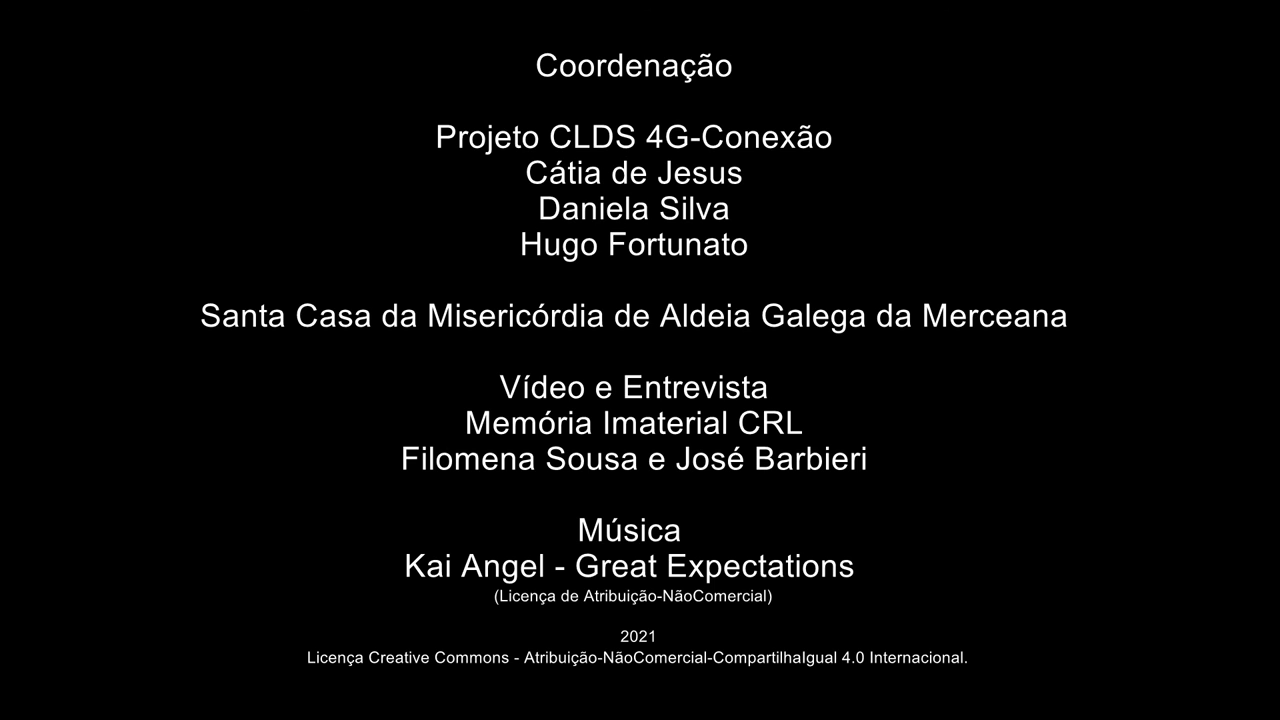 Coordenação
Projeto CLDS 4G-Conexão
Cátia de Jesus
Daniela Silva
Hugo Fortunato
Santa Casa da Misericórdia de Aldeia Galega da Merceana
Vídeo e Entrevista
Memória Imaterial CRL
Filomena Sousa e José Barbieri
Música
Kai Angel - Great Expectations
(Licença de Atribuição-NãoComercial)
2021
Licença Creative Commons - Atribuição-NãoComercial-CompartilhaIgual 4.0 Internacional.